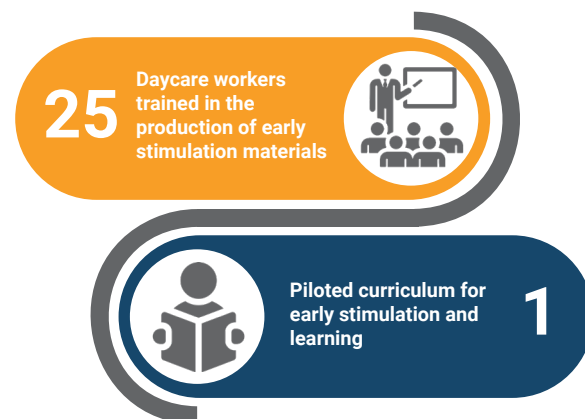 25
Daycare workers
trained in the
production of early
stimulation materials
Piloted curriculum for
early stimulation and
learning
1